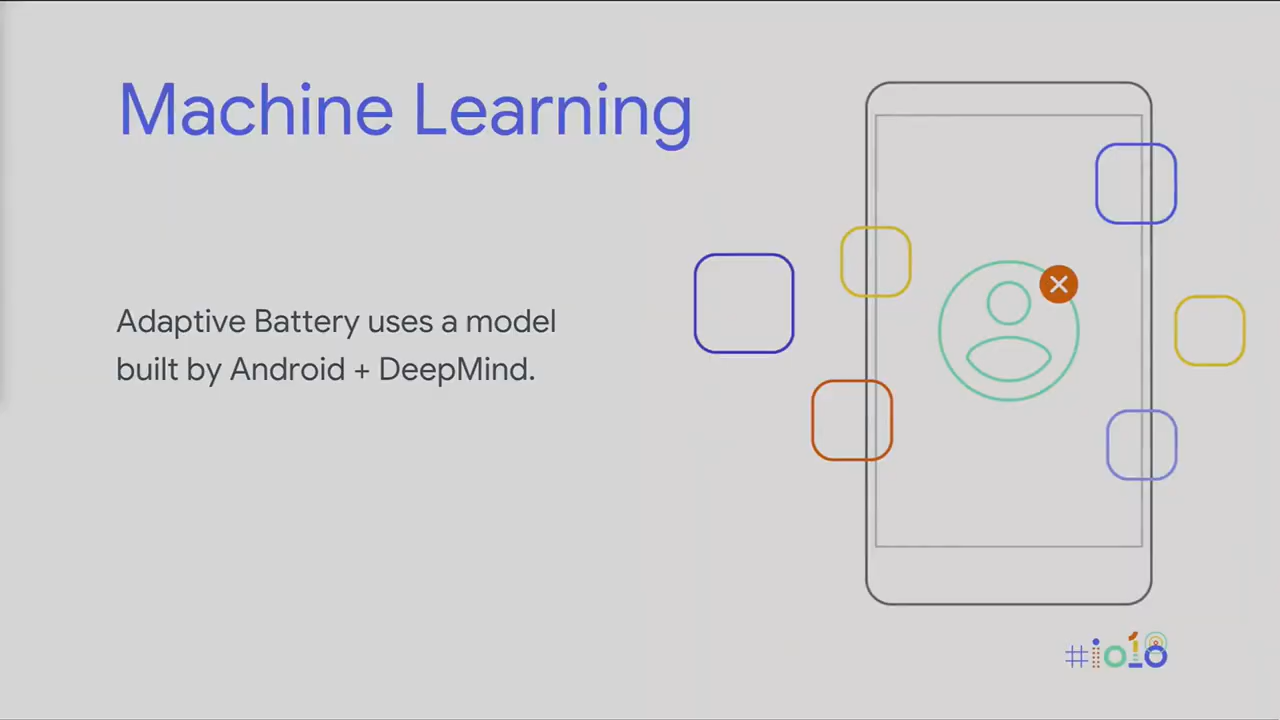 Machine Learning
Adaptive Battery uses a model
built by Android + DeepMind.
#io18